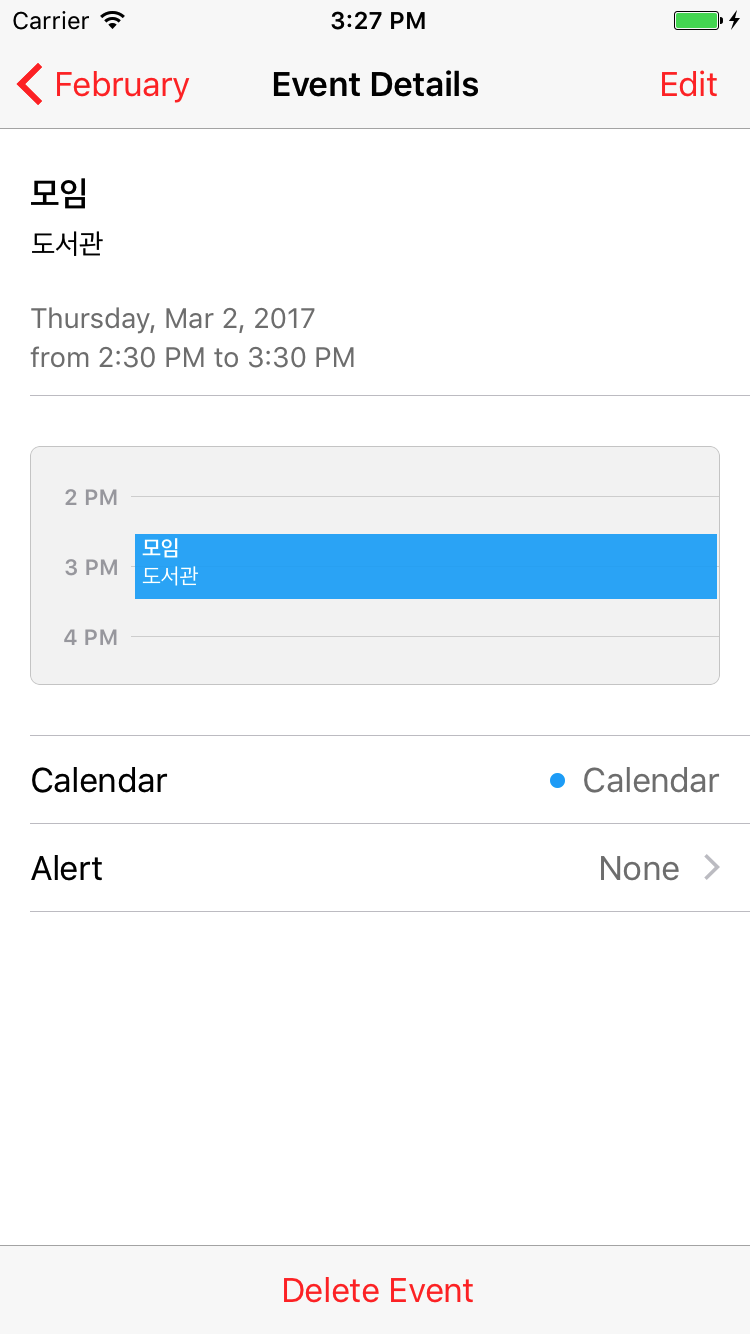 Carrier 3:27 PM
February Event Details Edit
모임
도서관
Thursday, Mar 2, 2017
from 2:30 PM to 3:30 PM
2 PM
모임
3 PM
도서관
4 PM
Calendar Calendar
Alert None
Delete Event